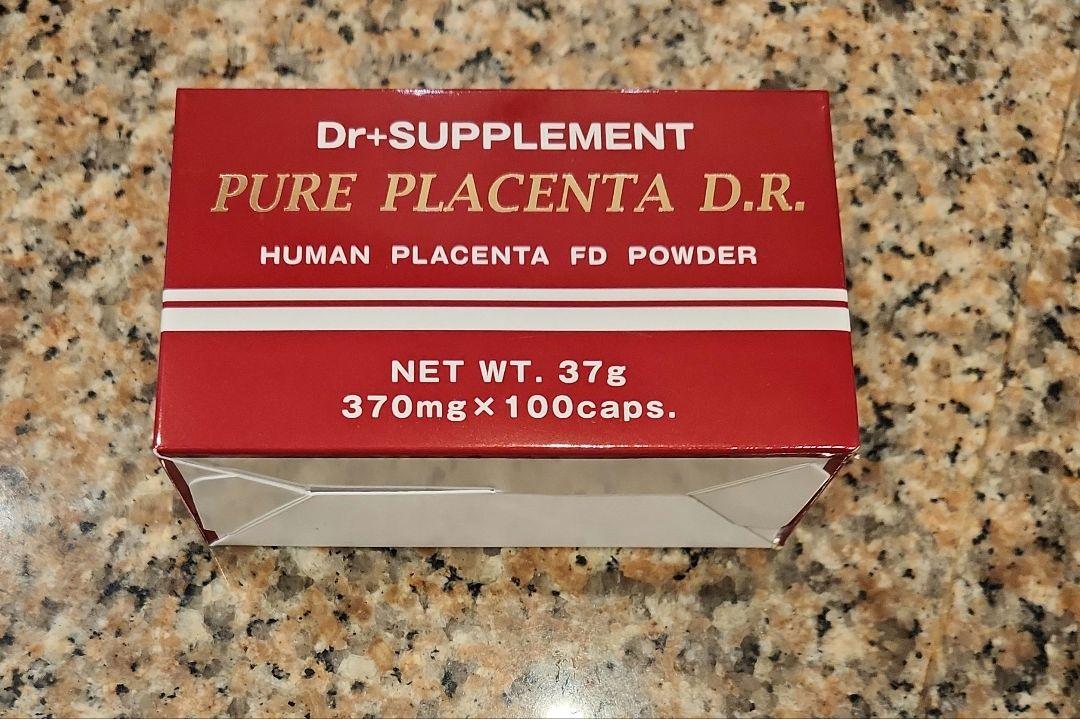 Dr+SUPPLEMENT
PURE PLACENTA D.R.
HUMAN PLACENTA FD POWDER
NET WT. 37g
370mg×100caps.